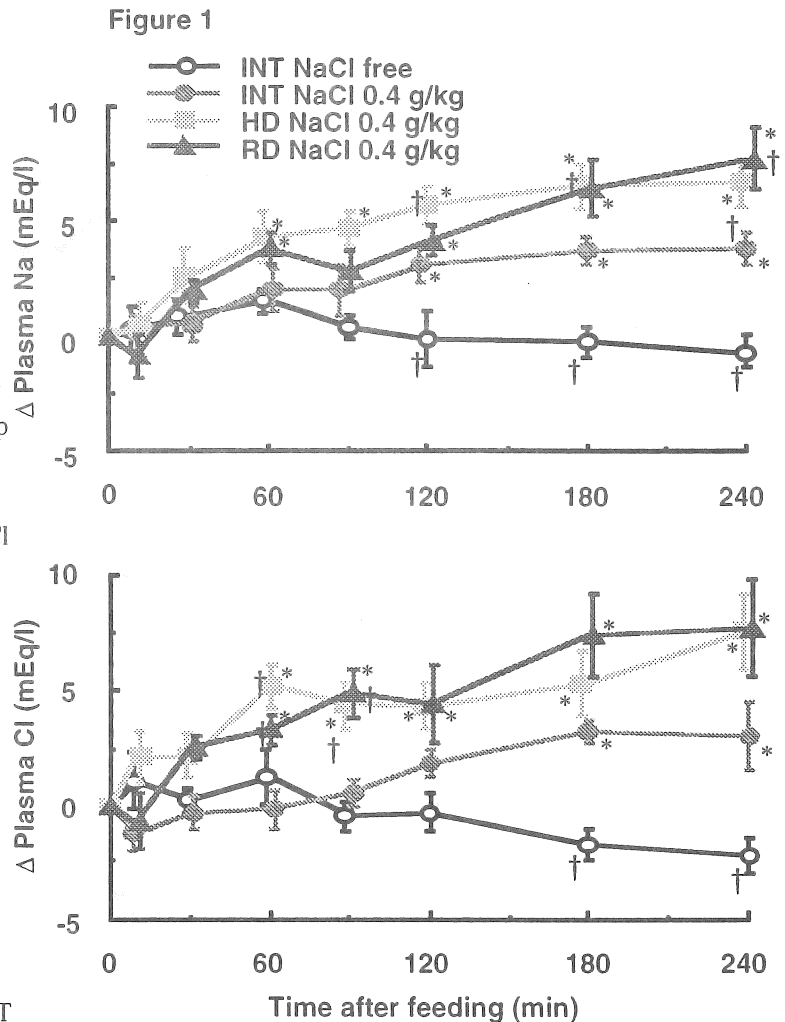 Figure 1
INT NaCl free
INT NaCl 0.4 g/kg
HD NaCl 0.4 g/kg
RD NaCl 0.4 g/kg
Δ Plasma Na (mEq/l)
10
5
0
-5
0 60 120 180 240
Δ Plasma Cl (mEq/l)
10
5
0
-5
0 60 120 180 240
Time after feeding (min)